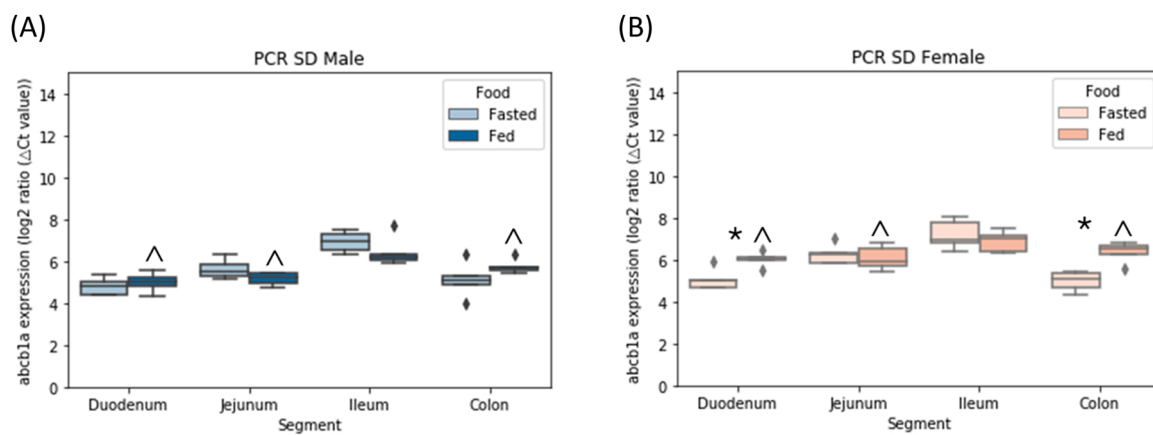 (A)
PCR SD Male
abcb1a expression (log2 ratio (△Ct value))
14
12
10
8
6
4
2
0
Food
Fasted
Fed
^
^
^
Duodenum
Jejunum
Ileum
Colon
Segment
(B)
PCR SD Female
abcb1a expression (log2 ratio (△Ct value))
14
12
10
8
6
4
2
0
Food
Fasted
Fed
* ^
^
* ^
Duodenum
Jejunum
Ileum
Colon
Segment